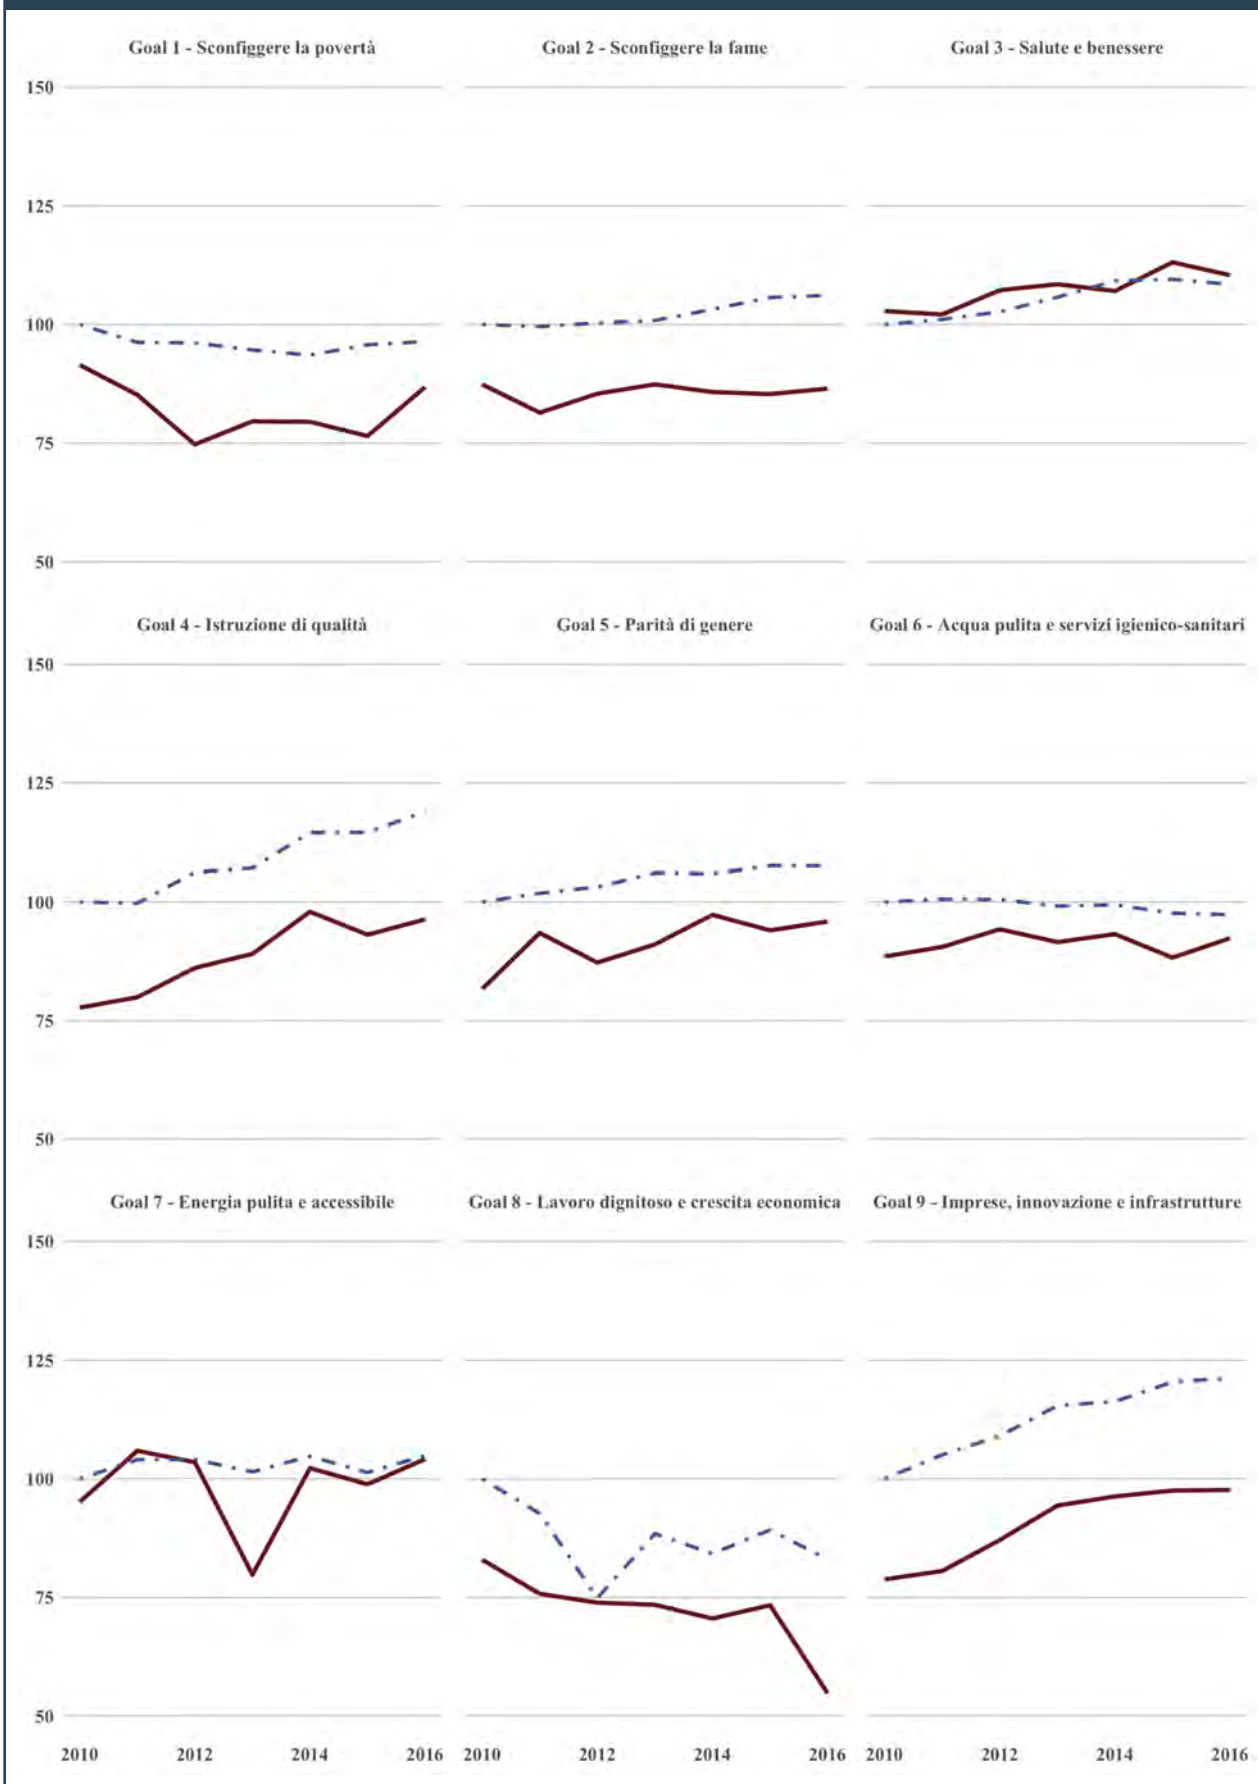 Goal 1 - Sconfiggere la povertà
Goal 2 - Sconfiggere la fame
Goal 3 - Salute e benessere
150
125
100
75
50
Goal 4 - Istruzione di qualità
Goal 5 - Parità di genere
Goal 6 - Acqua pulita e servizi igienico-sanitari
150
125
100
75
50
Goal 7 - Energia pulita e accessibile
Goal 8 - Lavoro dignitoso e crescita economica
Goal 9 - Imprese, innovazione e infrastrutture
150
125
100
75
50
2010 2012 2014 2016
2010 2012 2014 2016
2010 2012 2014 2016